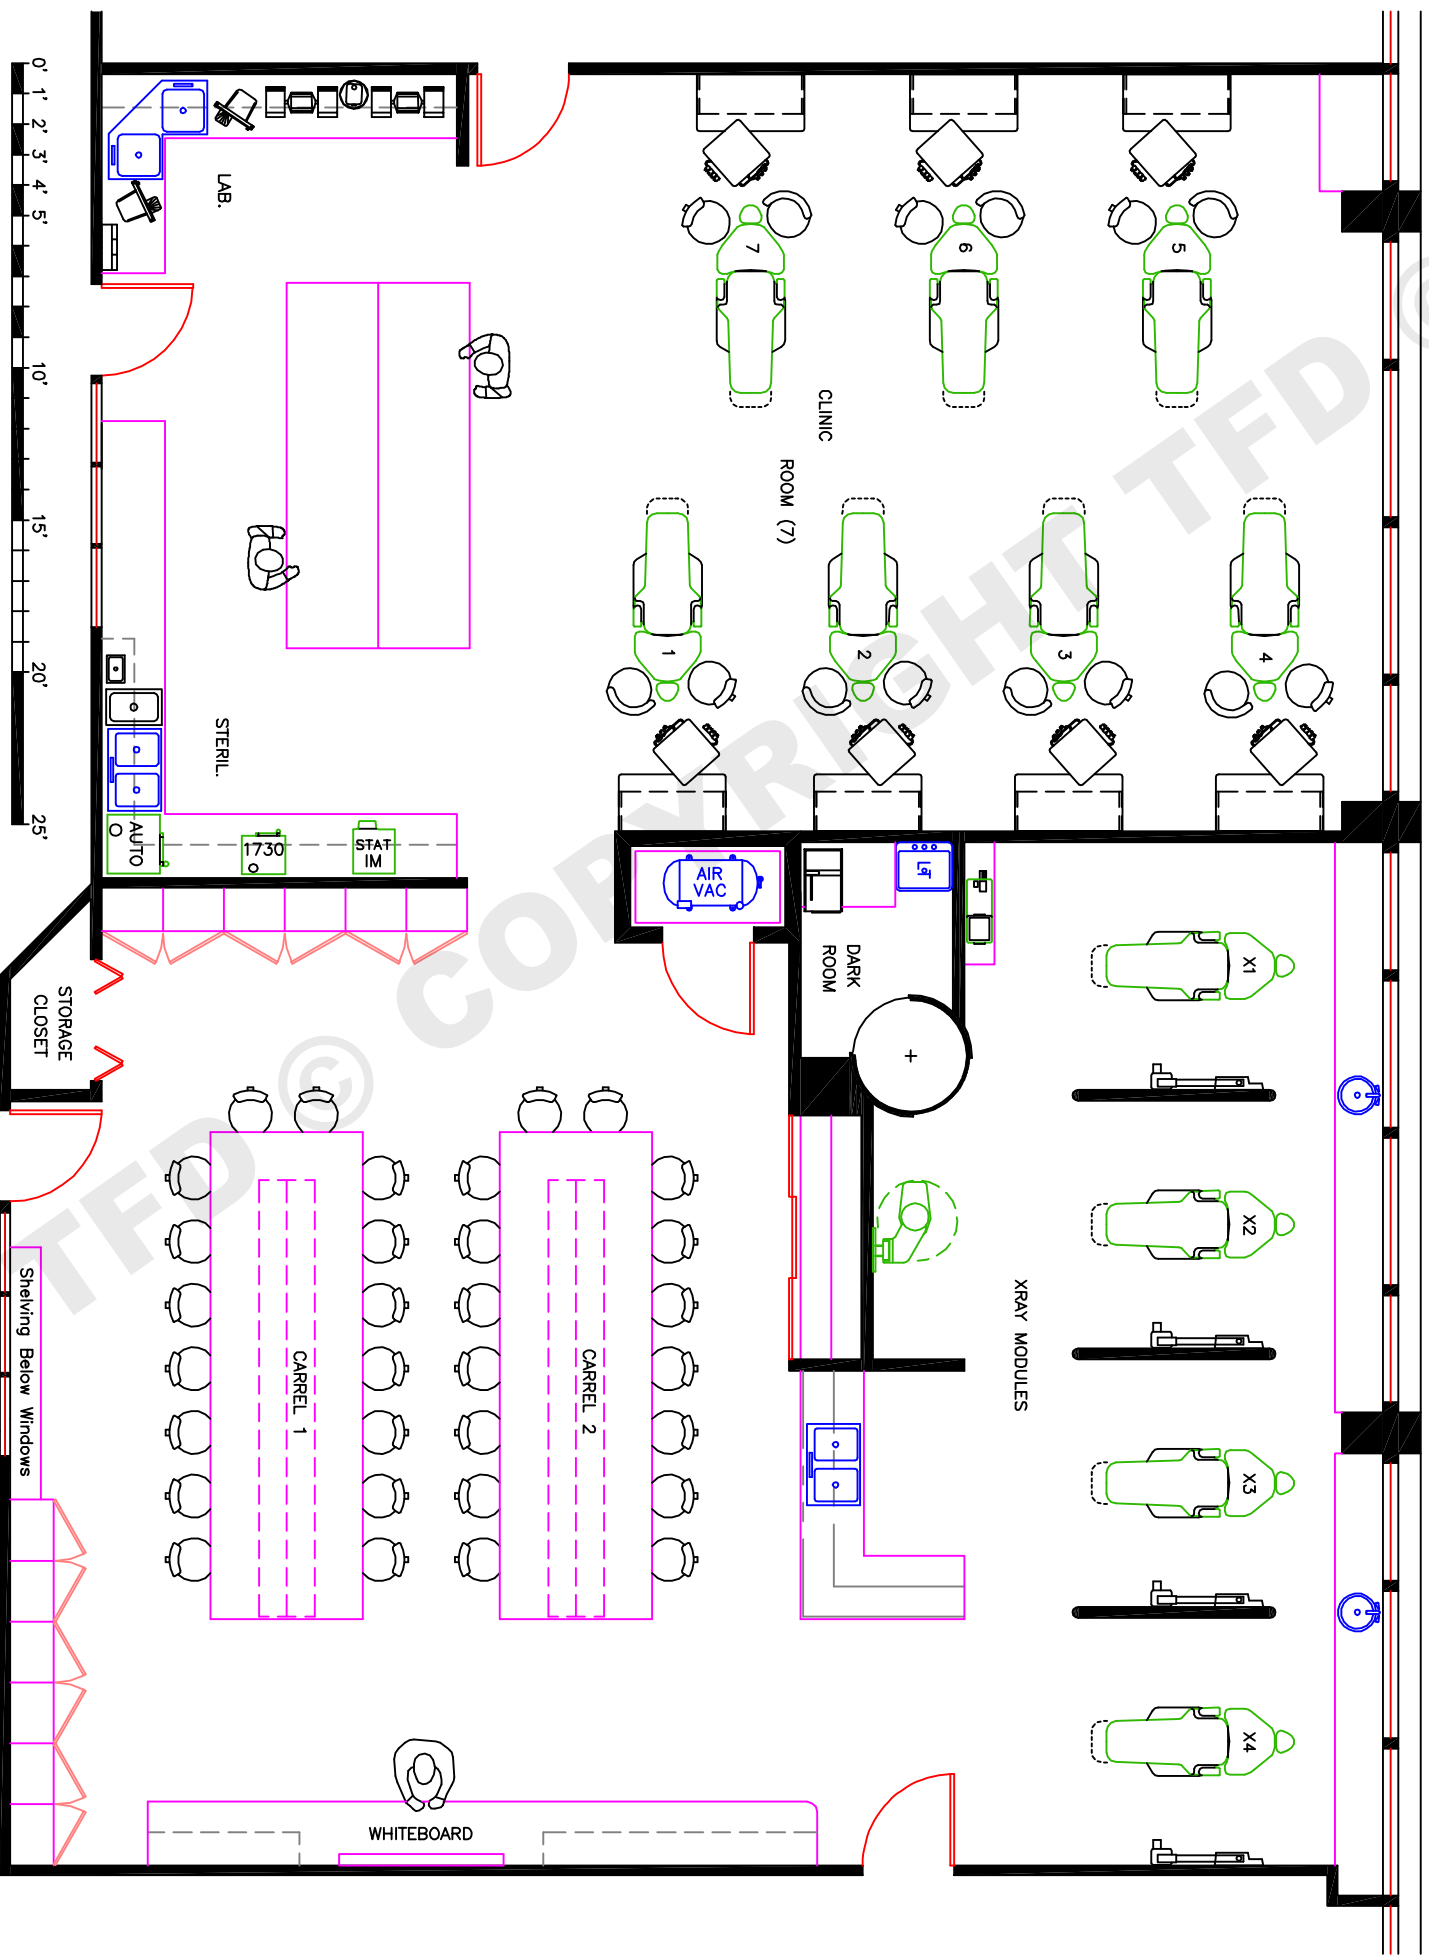 0' 1' 2' 3' 4' 5' 10' 15' 20' 25'
LAB.
7
6
5
CLINIC
ROOM (7)
1
2
3
4
STERIL.
AUTO
1730
STAT
IM
AIR
VAC
DARK
ROOM
STORAGE
CLOSET
X1
X2
X3
X4
XRAY MODULES
CARREL 1
CARREL 2
Shelving Below Windows
WHITEBOARD
TFD © COPYRIGHT TFD ©